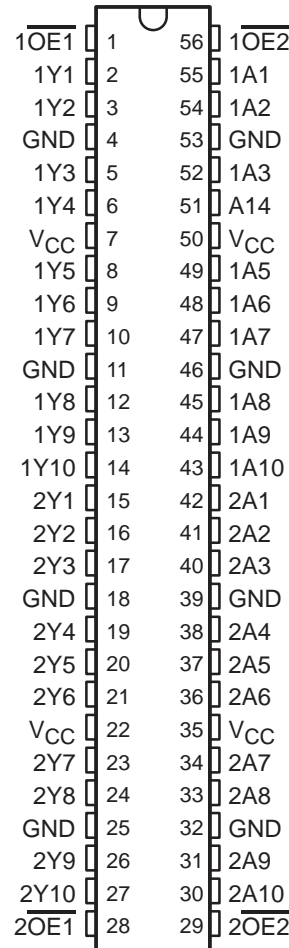 1OE1 1 56 1OE2
1Y1 2 55 1A1
1Y2 3 54 1A2
GND 4 53 GND
1Y3 5 52 1A3
1Y4 6 51 A14
VCC 7 50 VCC
1Y5 8 49 1A5
1Y6 9 48 1A6
1Y7 10 47 1A7
GND 11 46 GND
1Y8 12 45 1A8
1Y9 13 44 1A9
1Y10 14 43 1A10
2Y1 15 42 2A1
2Y2 16 41 2A2
2Y3 17 40 2A3
GND 18 39 GND
2Y4 19 38 2A4
2Y5 20 37 2A5
2Y6 21 36 2A6
VCC 22 35 VCC
2Y7 23 34 2A7
2Y8 24 33 2A8
GND 25 32 GND
2Y9 26 31 2A9
2Y10 27 30 2A10
2OE1 28 29 2OE2